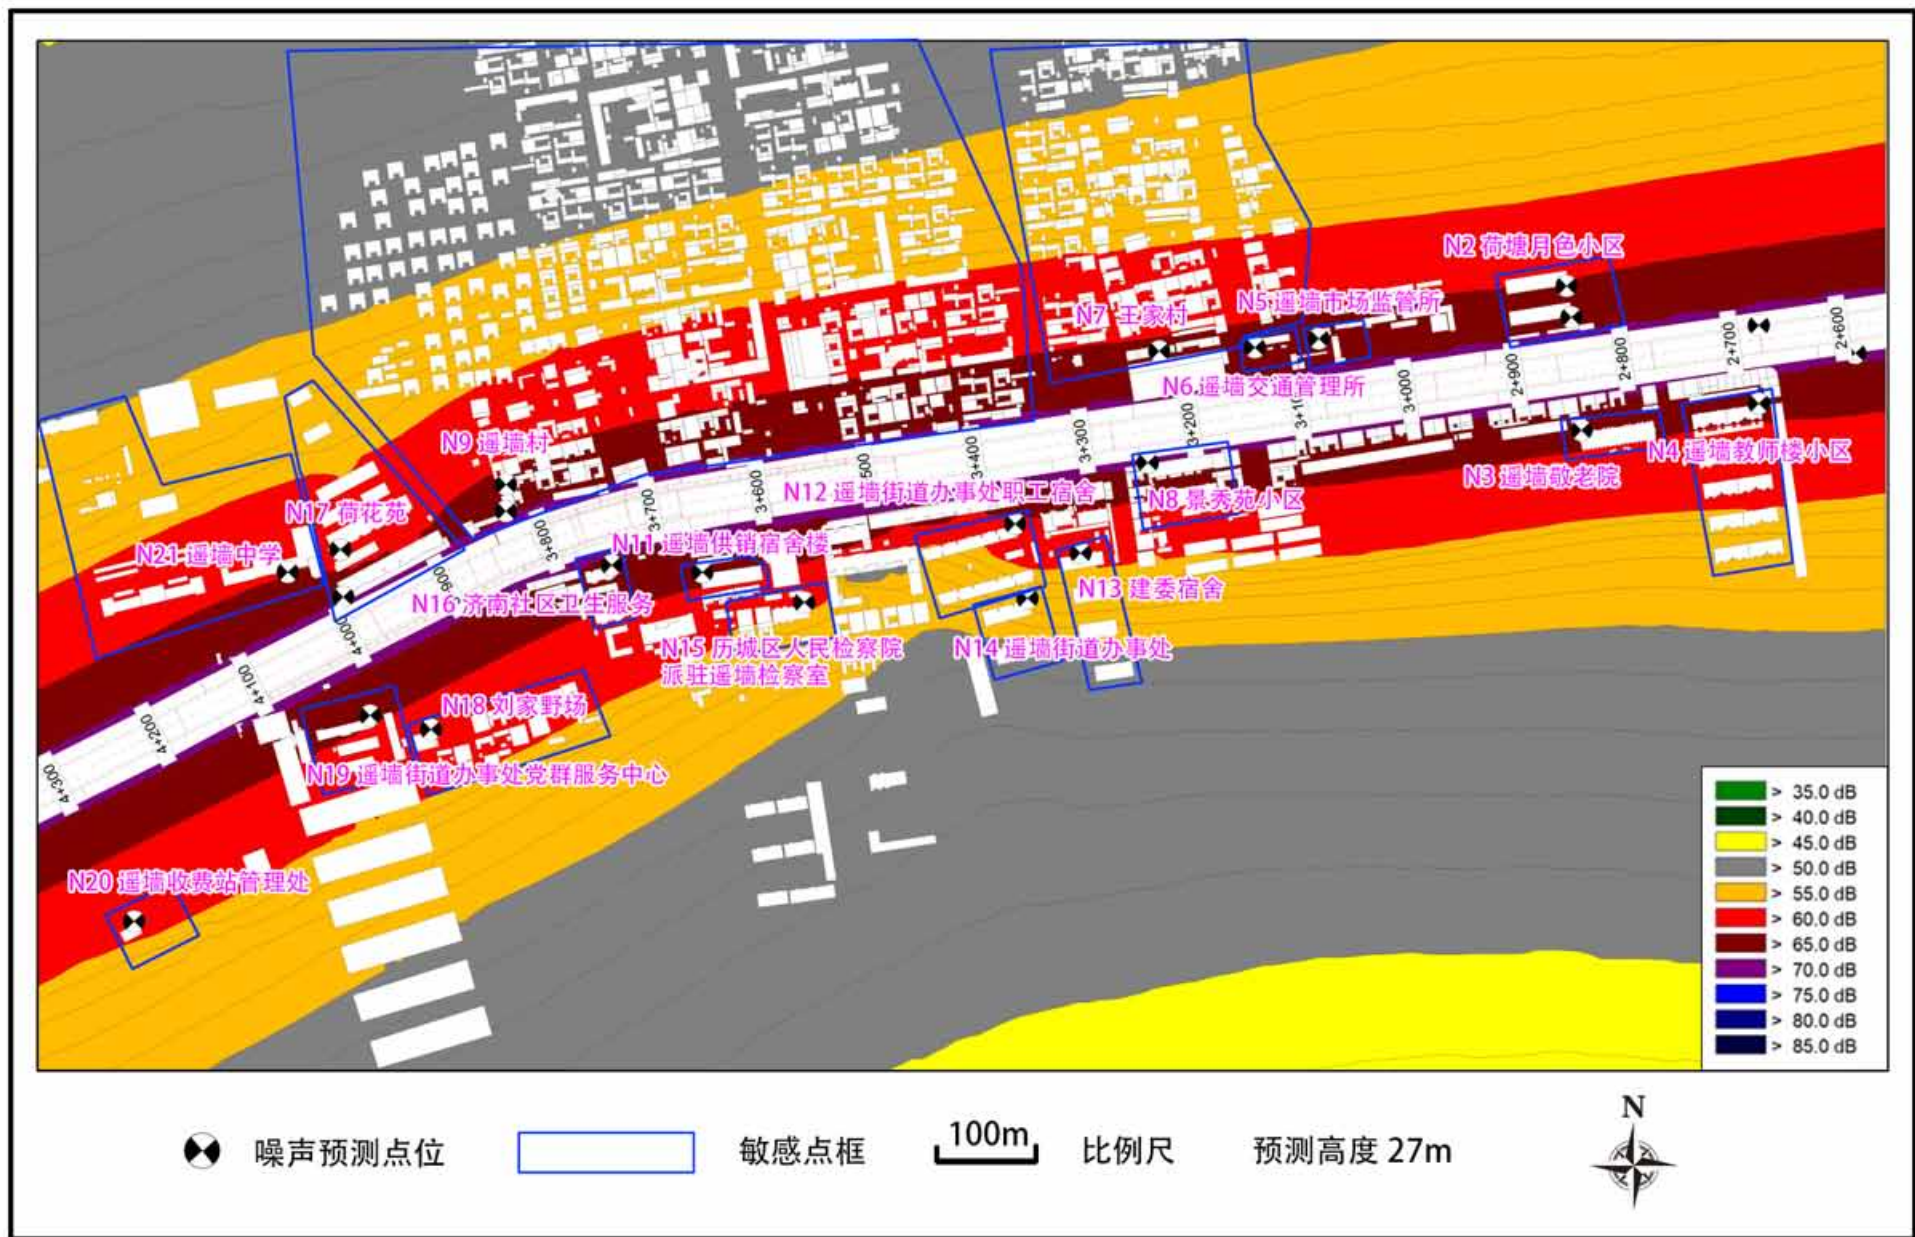 N2 荷塘月色小区
N5 遥墙市场监管所
N7 王家村
N6 遥墙交通管理所
2+600
2+700
2+800
2+900
3+000
3+200
3+300
3+400
500
3+600
3+700
3+800
900
4+000
4+100
4+200
4+300
N9 遥墙村
N4 遥墙教师楼小区
N3 遥墙敬老院
N12 遥墙街道办事处职工宿舍
N8 景秀苑小区
N17 荷花苑
N11 遥墙供销宿舍楼
N21 遥墙中学
N13 建委宿舍
N16 济南社区卫生服务
N15 历城区人民检察院
派驻遥墙检察室
N14 遥墙街道办事处
N18 刘家野场
N19 遥墙街道办事处党群服务中心
N20 遥墙收费站管理处
> 35.0 dB
> 40.0 dB
> 45.0 dB
> 50.0 dB
> 55.0 dB
> 60.0 dB
> 65.0 dB
> 70.0 dB
> 75.0 dB
> 80.0 dB
> 85.0 dB
噪声预测点位
敏感点框
100m
比例尺
预测高度 27m
N